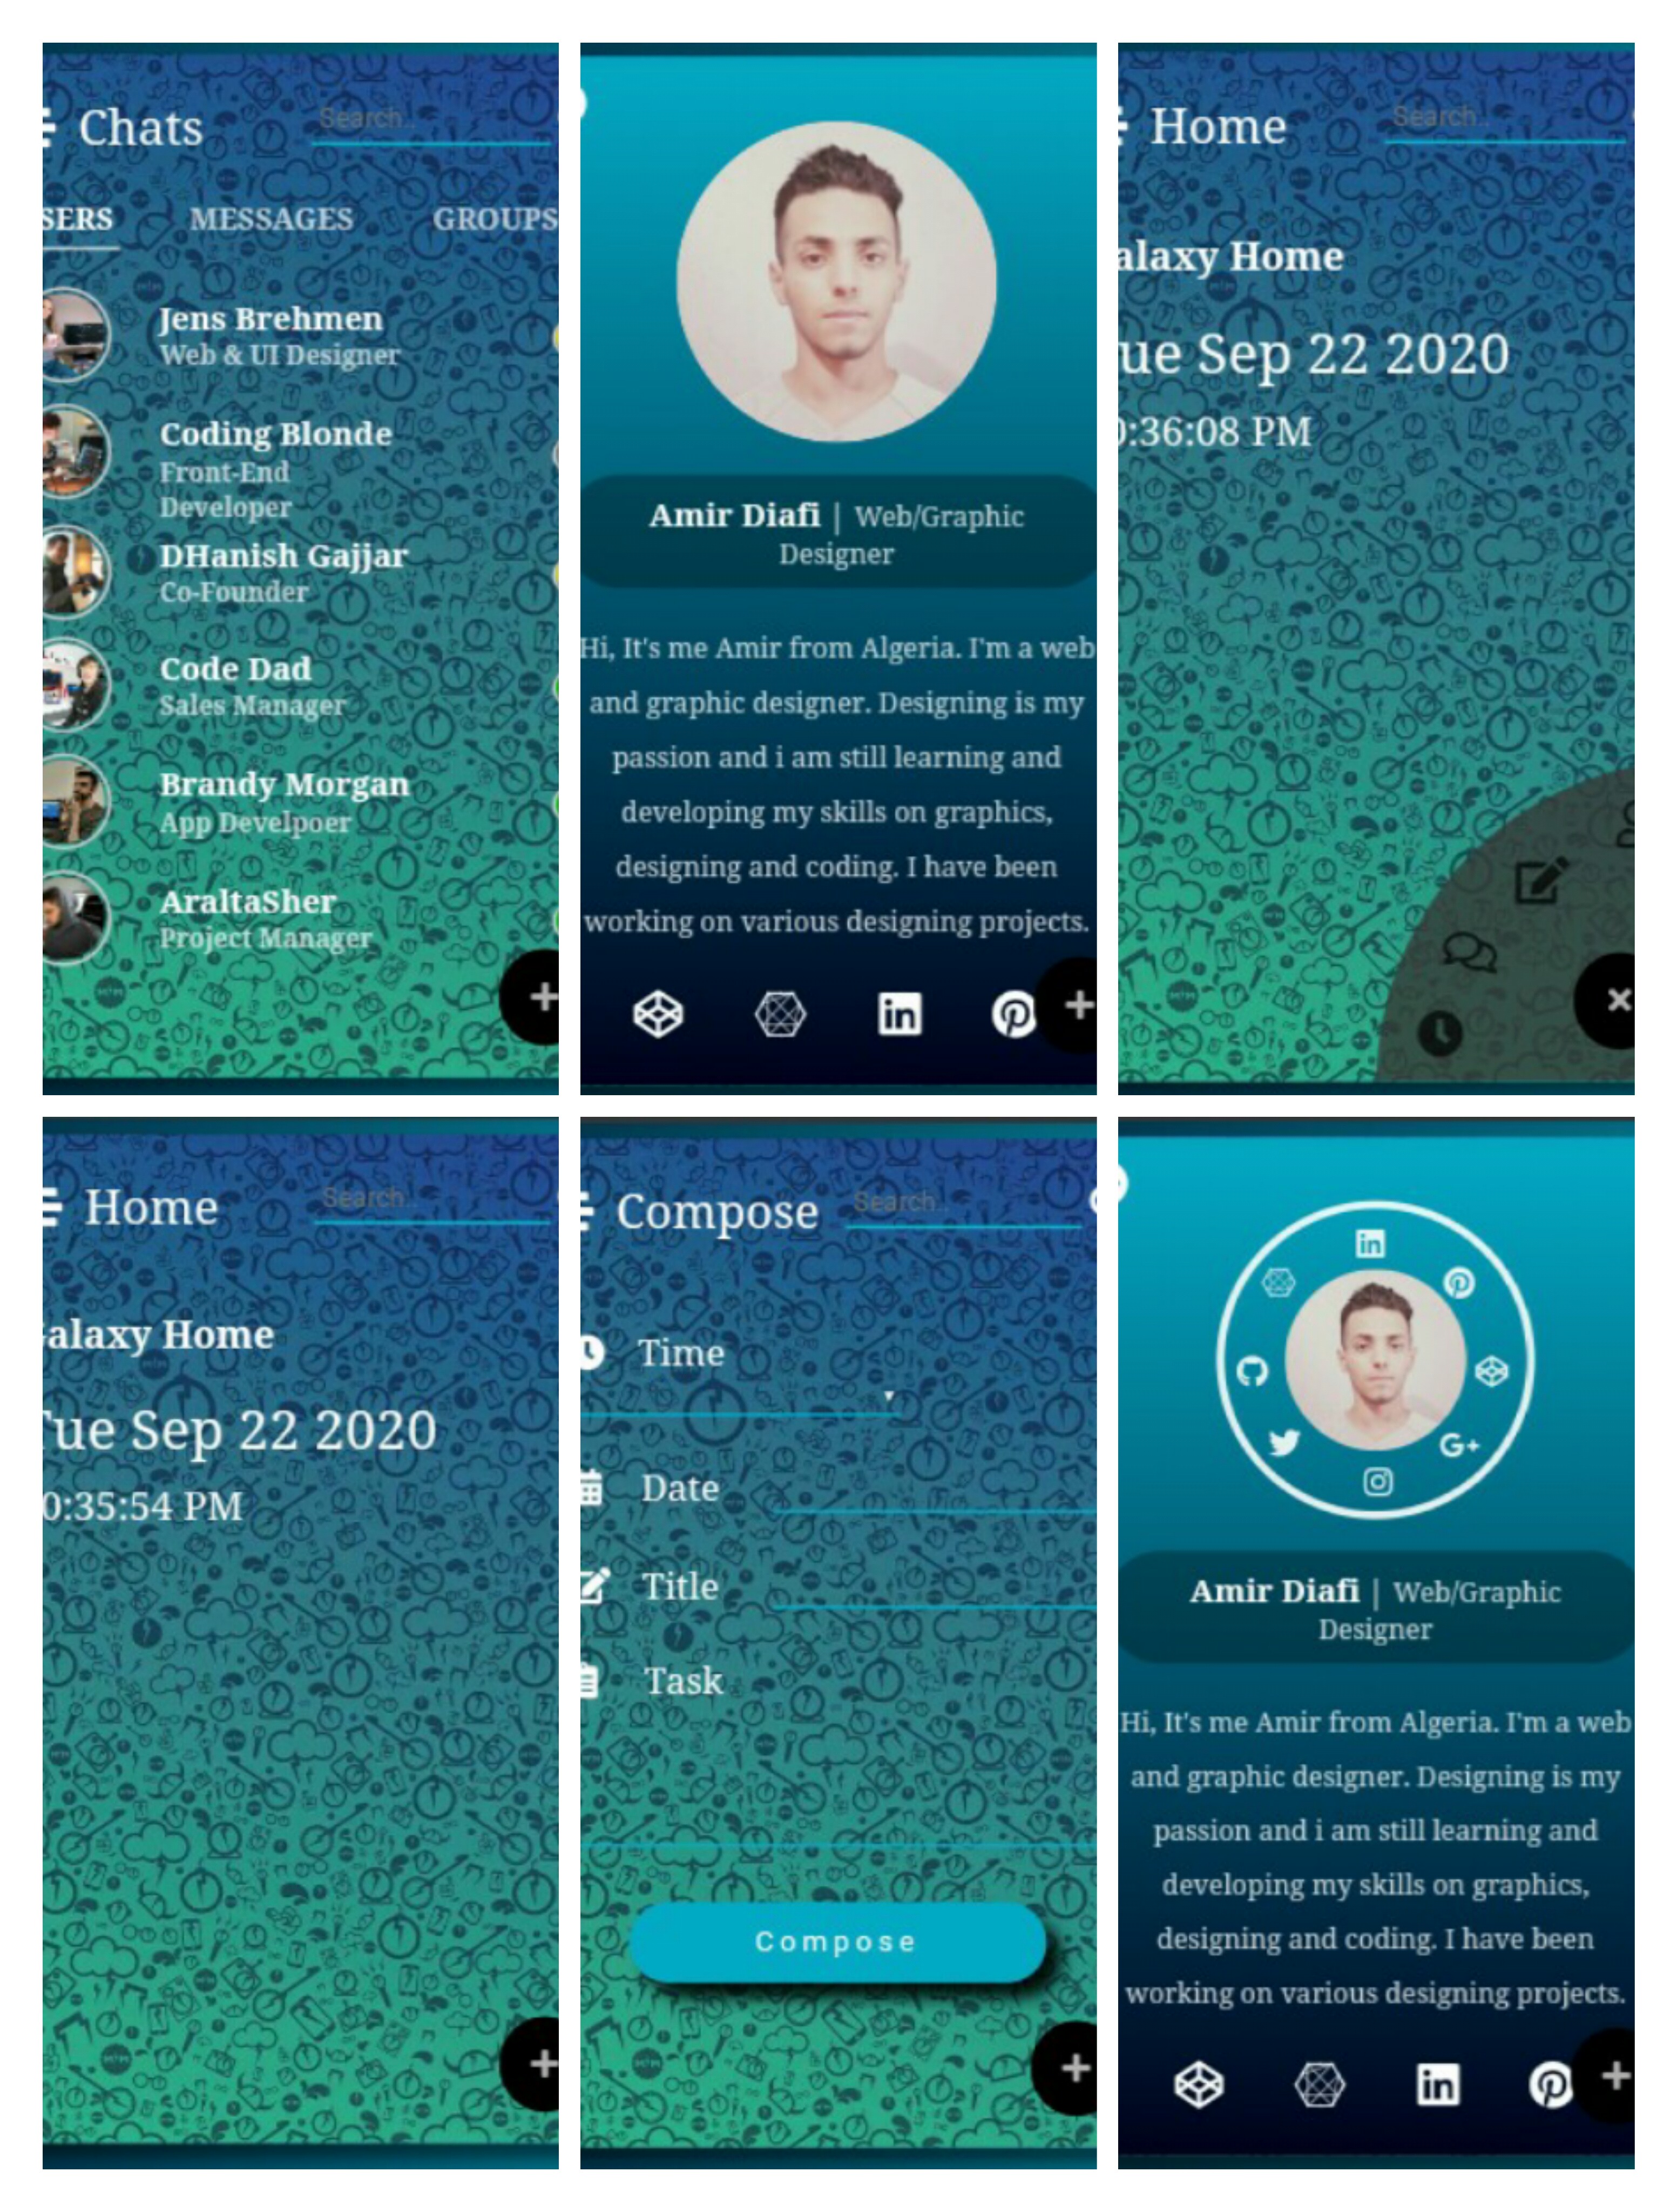 Chats
Search..
SERS MESSAGES GROUPS
Jens Brehmen
Web & UI Designer
Coding Blonde
Front-End
Developer
DHanish Gajjar
Co-Founder
Code Dad
Sales Manager
Brandy Morgan
App Develpoer
AraltaSher
Project Manager
+
Amir Diafi | Web/Graphic
Designer
Hi, It's me Amir from Algeria. I'm a web
and graphic designer. Designing is my
passion and i am still learning and
developing my skills on graphics,
designing and coding. I have been
working on various designing projects.
in
+
Home
Search..
alaxy Home
ue Sep 22 2020
0:36:08 PM
×
Home
Search..
alaxy Home
Tue Sep 22 2020
0:35:54 PM
+
Compose
Search..
Time
Date
Title
Task
Compose
+
in
G+
Amir Diafi | Web/Graphic
Designer
Hi, It's me Amir from Algeria. I'm a web
and graphic designer. Designing is my
passion and i am still learning and
developing my skills on graphics,
designing and coding. I have been
working on various designing projects.
in
+